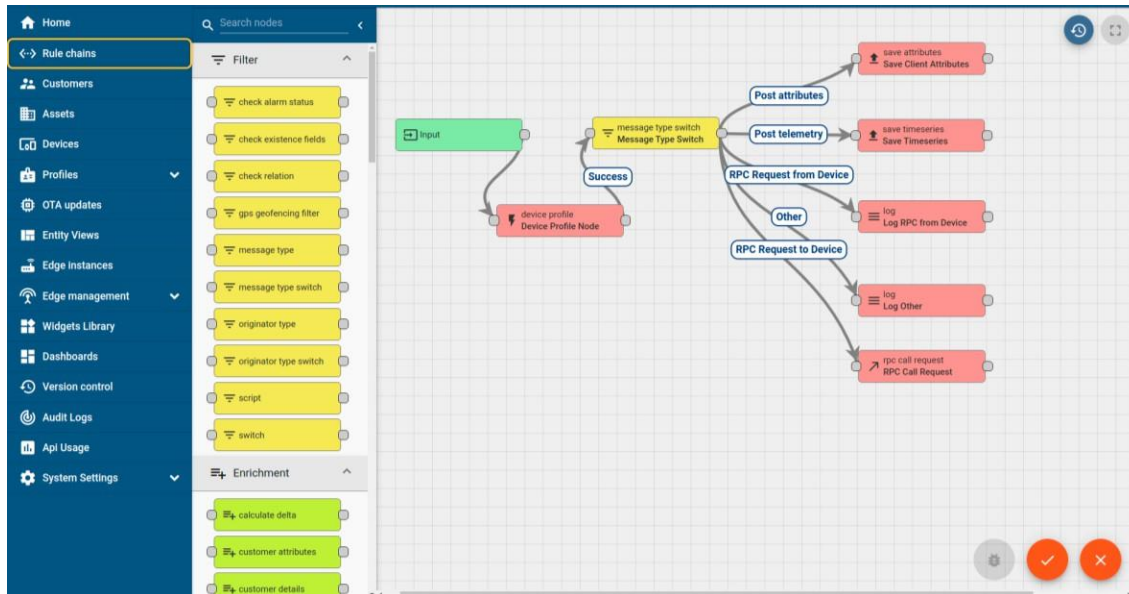 Home
Rule chains
Customers
Assets
Devices
Profiles
OTA updates
Entity Views
Edge instances
Edge management
Widgets Library
Dashboards
Version control
Audit Logs
Api Usage
System Settings
Search nodes
Filter
check alarm status
check existence fields
check relation
gps geofencing filter
message type
message type switch
originator type
originator type switch
script
switch
Enrichment
calculate delta
customer attributes
customer details
Input
device profile
Device Profile Node
Success
message type switch
Message Type Switch
Post attributes
Post telemetry
RPC Request from Device
Other
RPC Request to Device
save attributes
Save Client Attributes
save timeseries
Save Timeseries
log
Log RPC from Device
log
Log Other
rpc call request
RPC Call Request